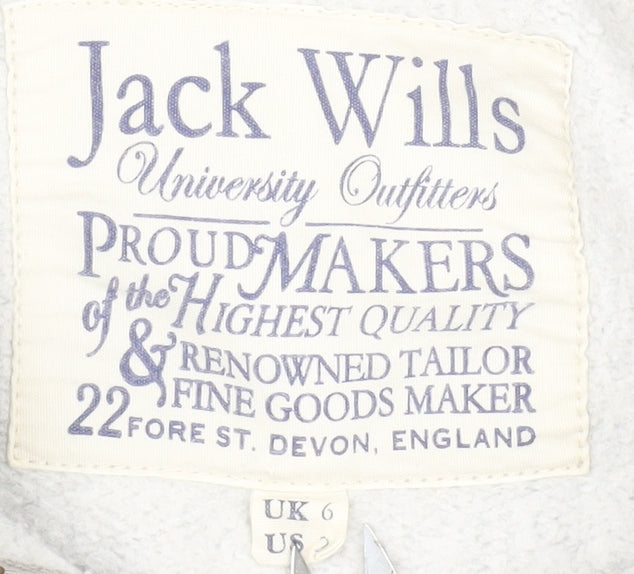 Jack Wills
University Outfitters
PROUD MAKERS
of the HIGHEST QUALITY
& RENOWNED TAILOR
FINE GOODS MAKER
22 FORE ST. DEVON, ENGLAND
UK 6
US